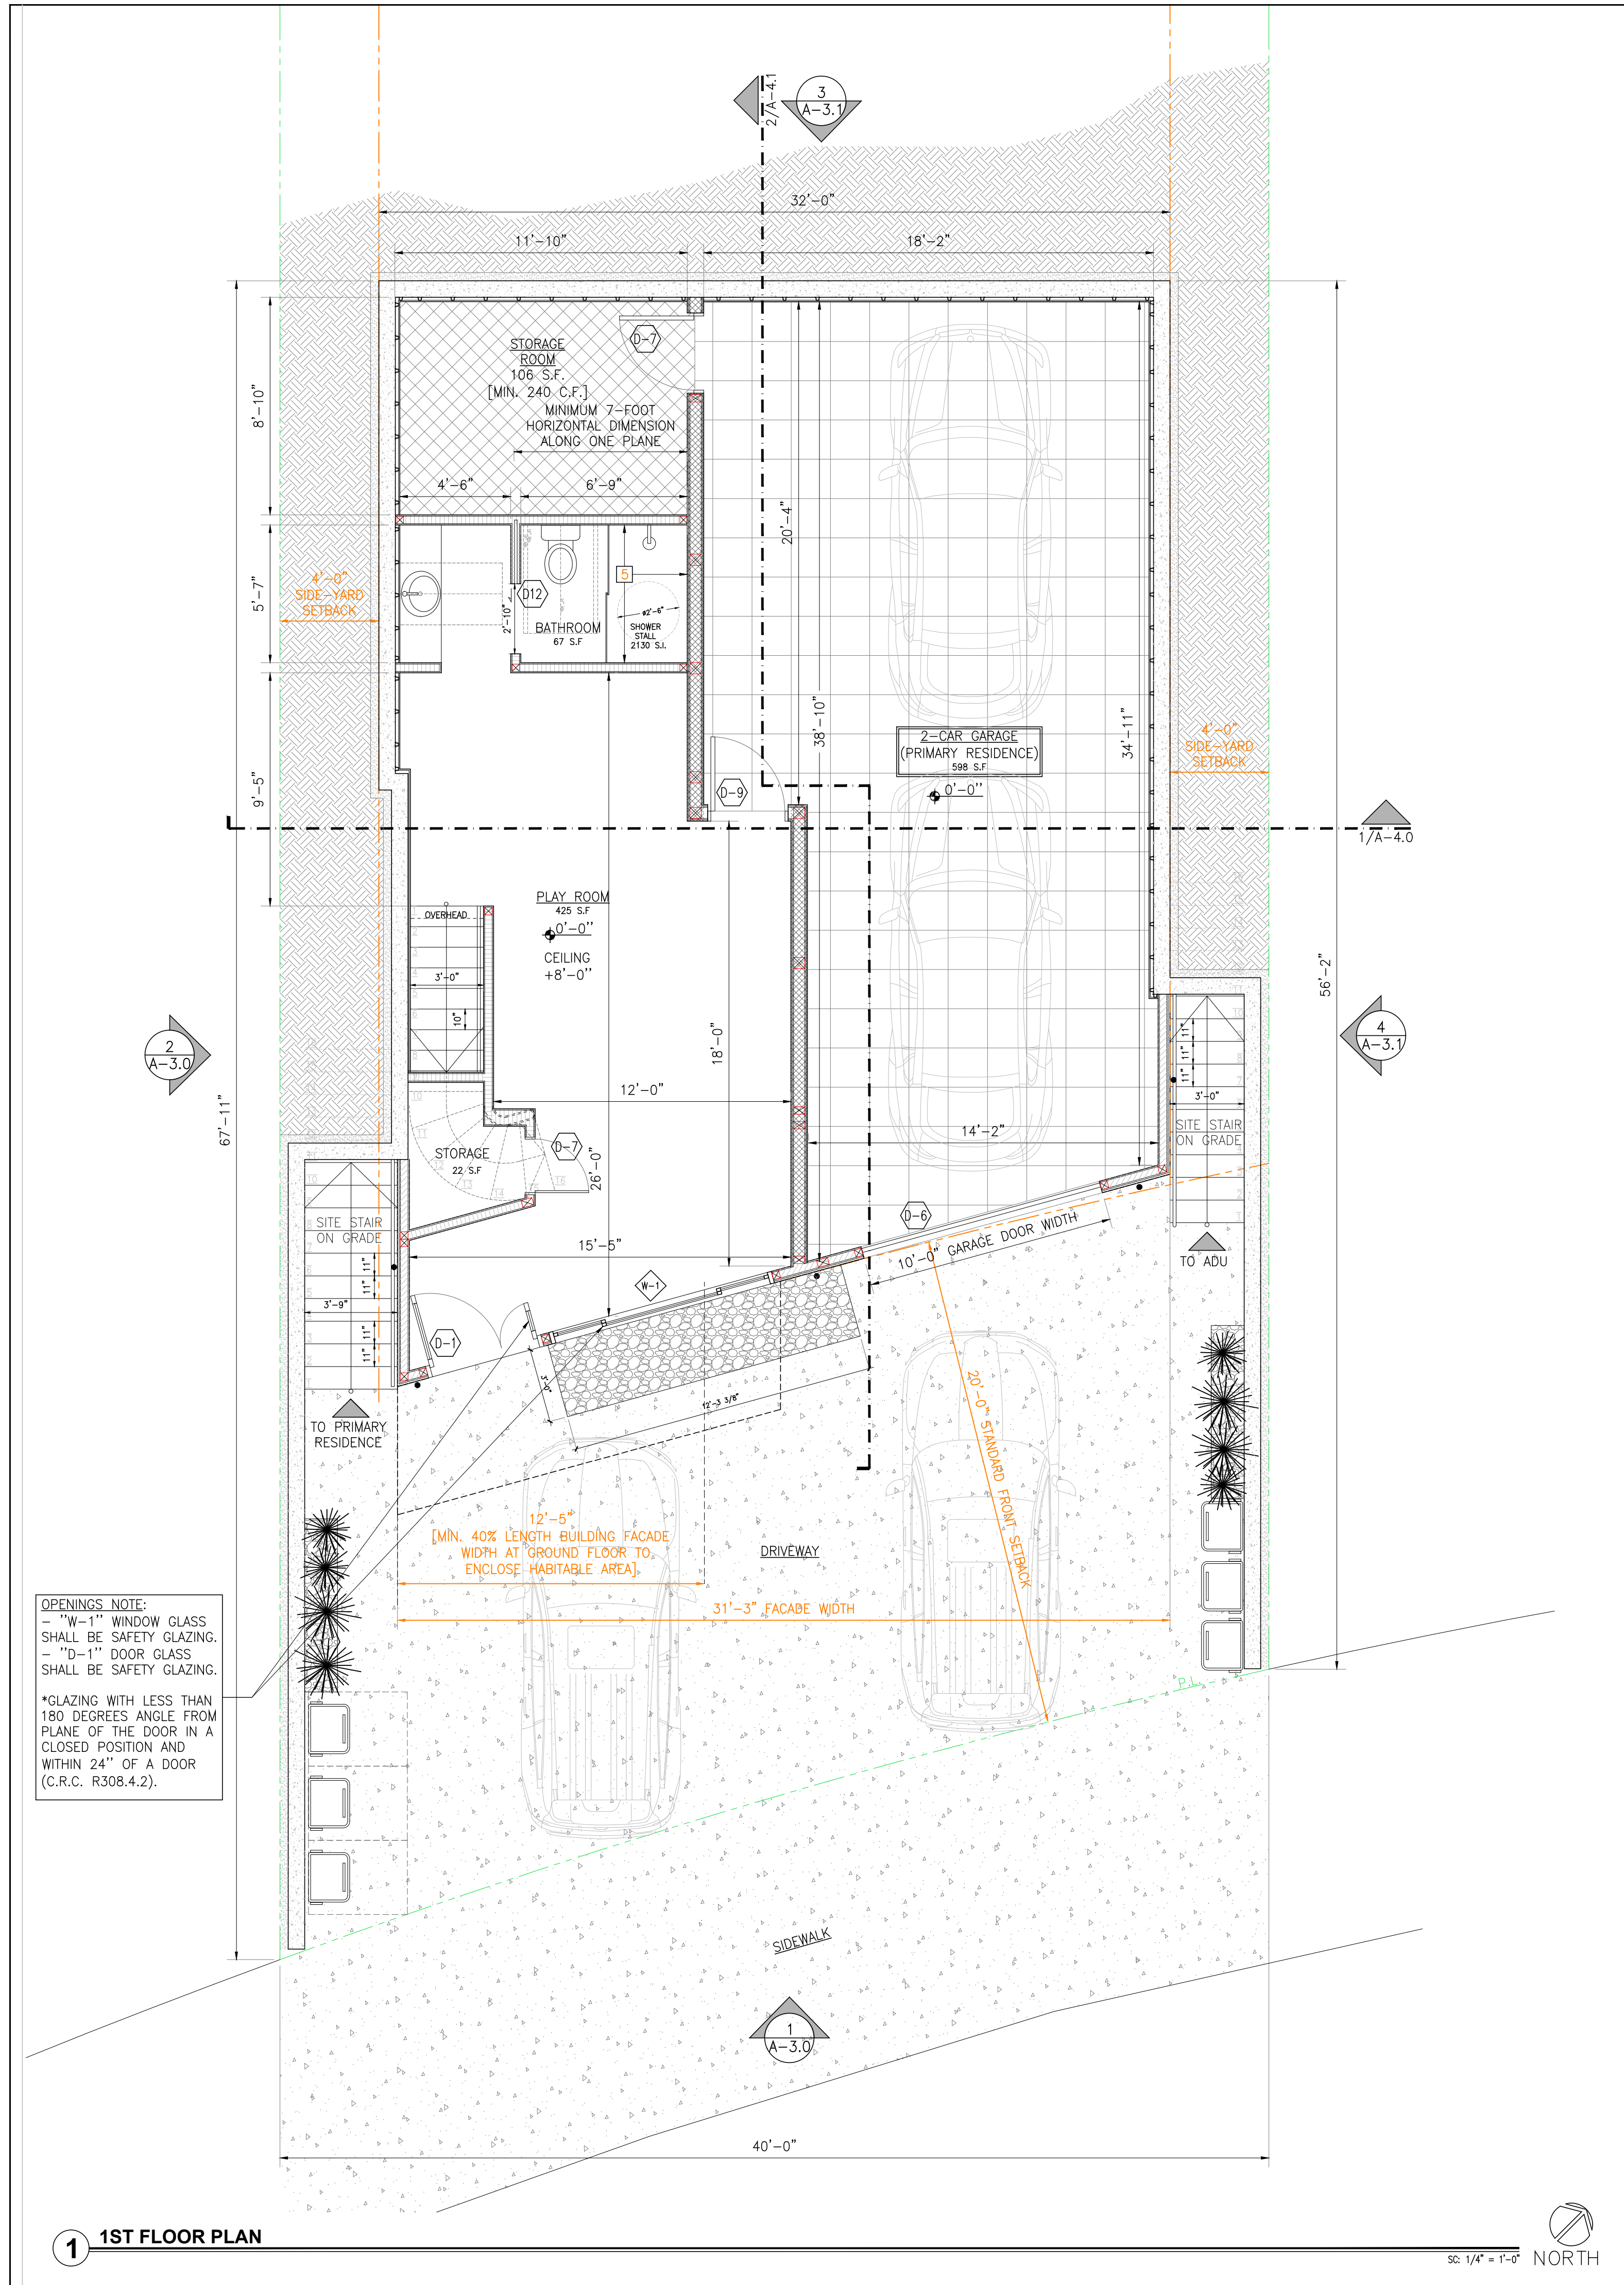 2/A-4.1
3
A-3.1
32'-0"
11'-10"
18'-2"
STORAGE
ROOM
106 S.F.
[MIN. 240 C.F.]
MINIMUM 7-FOOT
HORIZONTAL DIMENSION
ALONG ONE PLANE
D-7
8'-10"
4'-6"
6'-9"
20'-4"
5'-7"
4'-0"
SIDE-YARD
SETBACK
5
D12
2'-10"
ø2'-6"
BATHROOM
67 S.F
SHOWER
STALL
2130 S.I.
38'-10"
34'-11"
2-CAR GARAGE
(PRIMARY RESIDENCE)
598 S.F
0'-0"
4'-0"
SIDE-YARD
SETBACK
9'-5"
D-9
1/A-4.0
PLAY ROOM
425 S.F
0'-0"
CEILING
+8'-0"
OVERHEAD
3'-0"
10"
2
A-3.0
67'-11"
56'-2"
4
A-3.1
18'-0"
12'-0"
14'-2"
11"
11"
11"
3'-0"
SITE STAIR
ON GRADE
STORAGE
22 S.F
D-7
26'-0"
SITE STAIR
ON GRADE
15'-5"
D-6
10'-0" GARAGE DOOR WIDTH
TO ADU
11"
11"
11"
11"
3'-9"
W-1
D-1
3'-0"
12'-3 3/8"
TO PRIMARY
RESIDENCE
20'-0" STANDARD FRONT SETBACK
12'-5"
[MIN. 40% LENGTH BUILDING FACADE
WIDTH AT GROUND FLOOR TO
ENCLOSE HABITABLE AREA]
DRIVEWAY
31'-3" FACADE WIDTH
OPENINGS NOTE:
- "W-1" WINDOW GLASS
SHALL BE SAFETY GLAZING.
- "D-1" DOOR GLASS
SHALL BE SAFETY GLAZING.
*GLAZING WITH LESS THAN
180 DEGREES ANGLE FROM
PLANE OF THE DOOR IN A
CLOSED POSITION AND
WITHIN 24" OF A DOOR
(C.R.C. R308.4.2).
P.L.
SIDEWALK
1
A-3.0
40'-0"
1
1ST FLOOR PLAN
SC: 1/4" = 1'-0"
NORTH